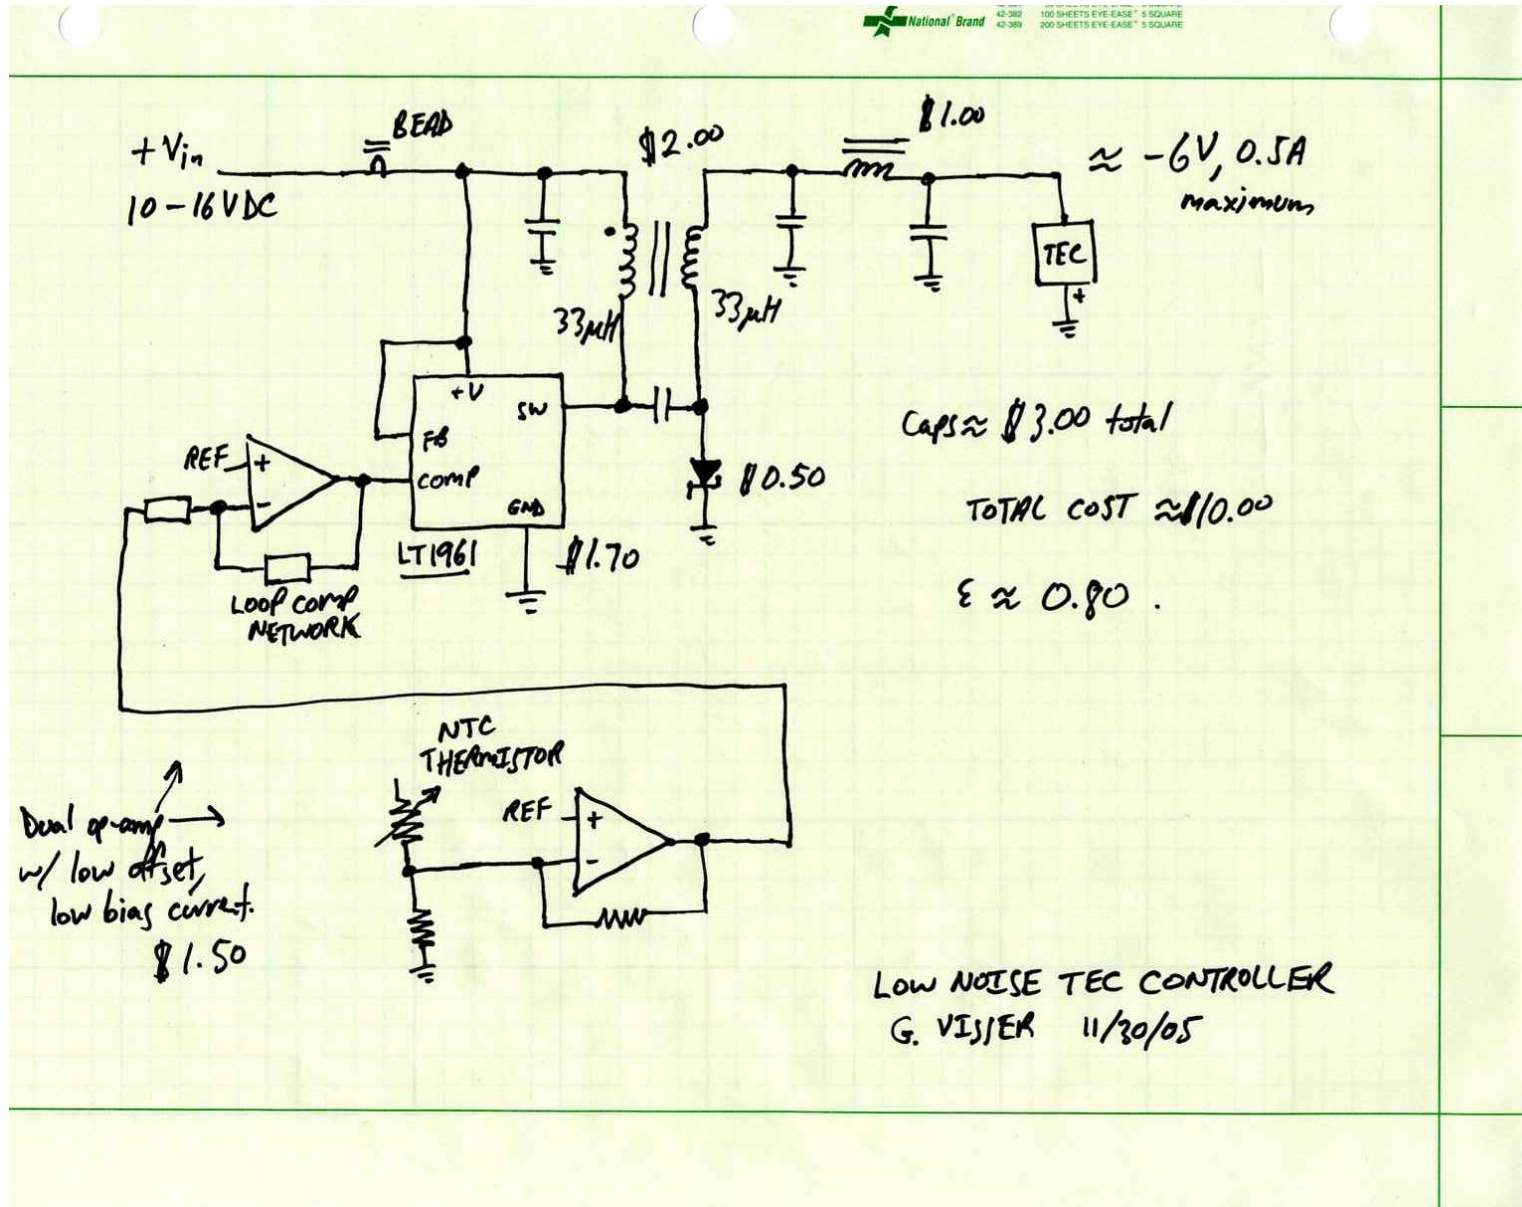 National® Brand
42-382 100 SHEETS EYE-EASE® 5 SQUARE
42-389 200 SHEETS EYE-EASE® 5 SQUARE
BEAD
+Vin
10-16 VDC
$2.00
$1.00
≈ -6V, 0.5A
maximum
TEC
+
33µH
33µH
+V
SW
FB
COMP
GND
REF
+
-
LT1961
$1.70
$0.50
LOOP COMP
NETWORK
Caps ≈ $3.00 total
TOTAL COST ≈ $10.00
ε ≈ 0.80 .
NTC
THERMISTOR
REF
+
-
Dual op-amp
w/ low offset,
low bias current.
$1.50
LOW NOISE TEC CONTROLLER
G. VISSER 11/30/05